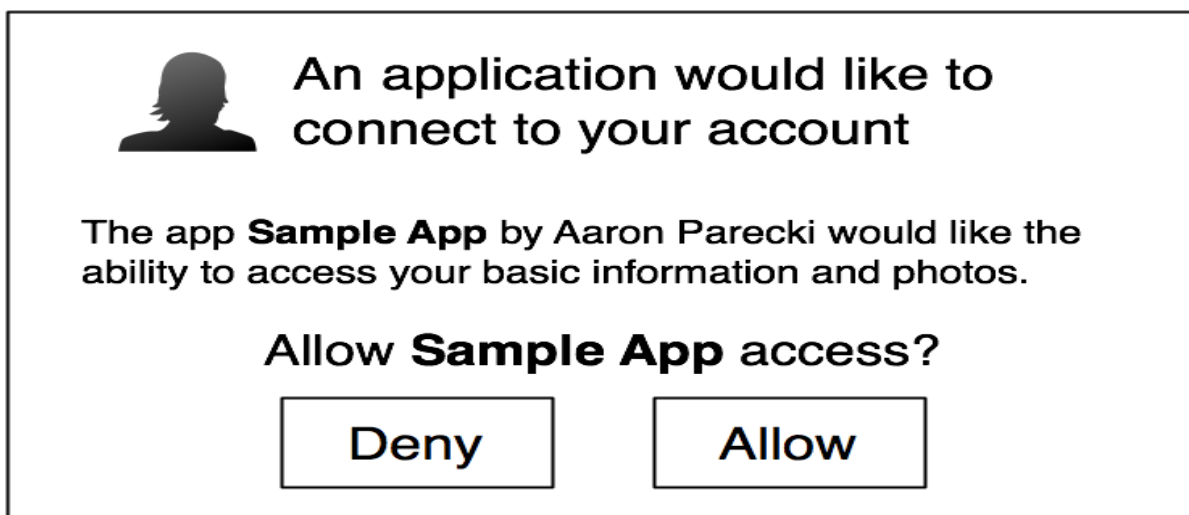 An application would like to
connect to your account
The app Sample App by Aaron Parecki would like the
ability to access your basic information and photos.
Allow Sample App access?
Deny
Allow